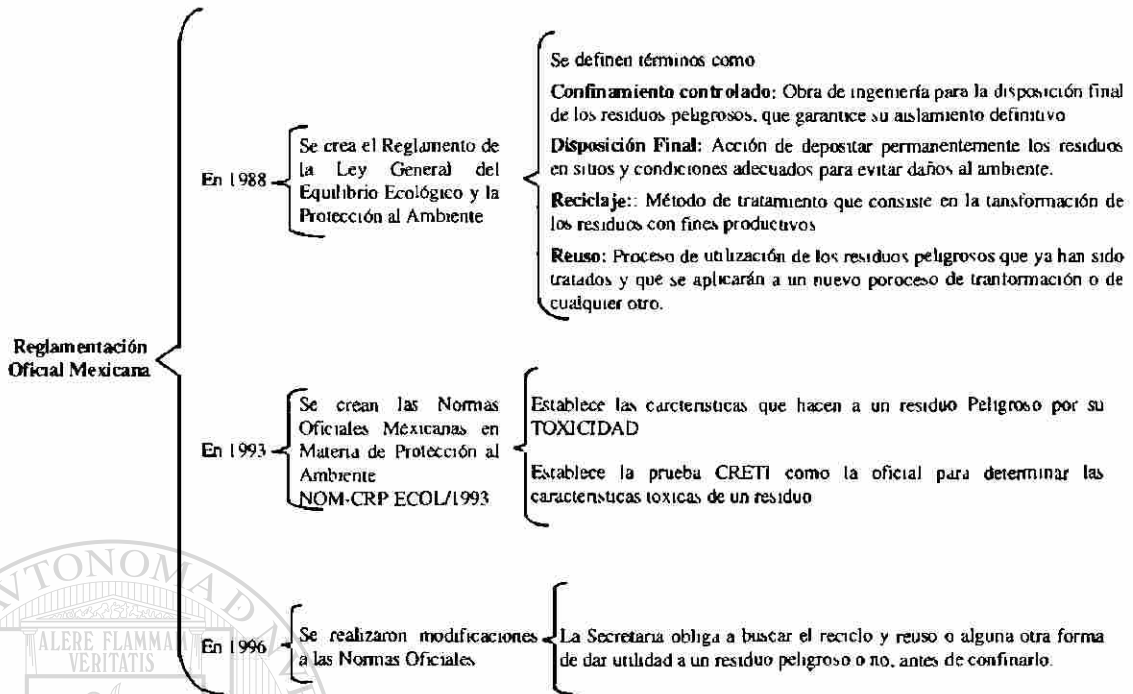 Reglamentación
Oficial Mexicana
En 1988
Se crea el Reglamento de
la Ley General del
Equilibrio Ecológico y la
Protección al Ambiente
Se definen términos como
Confinamiento controlado: Obra de ingeniería para la disposición final
de los residuos peligrosos, que garantice su aislamiento definitivo
Disposición Final: Acción de depositar permanentemente los residuos
en sitios y condiciones adecuados para evitar daños al ambiente.
Reciclaje:: Método de tratamiento que consiste en la tansformación de
los residuos con fines productivos
Reuso: Proceso de utilización de los residuos peligrosos que ya han sido
tratados y que se aplicarán a un nuevo poroceso de tranformación o de
cualquier otro.
En 1993
Se crean las Normas
Oficiales Mexicanas en
Materia de Protección al
Ambiente
NOM-CRP ECOL/1993
Establece las carcteristicas que hacen a un residuo Peligroso por su
TOXICIDAD
Establece la prueba CRETI como la oficial para determinar las
caracteristicas toxicas de un residuo
En 1996
Se realizaron modificaciones
a las Normas Oficiales
La Secretaria obliga a buscar el reciclo y reuso o alguna otra forma
de dar utilidad a un residuo peligroso o no, antes de confinarlo.
ALERE FLAMMAM
VERITATIS